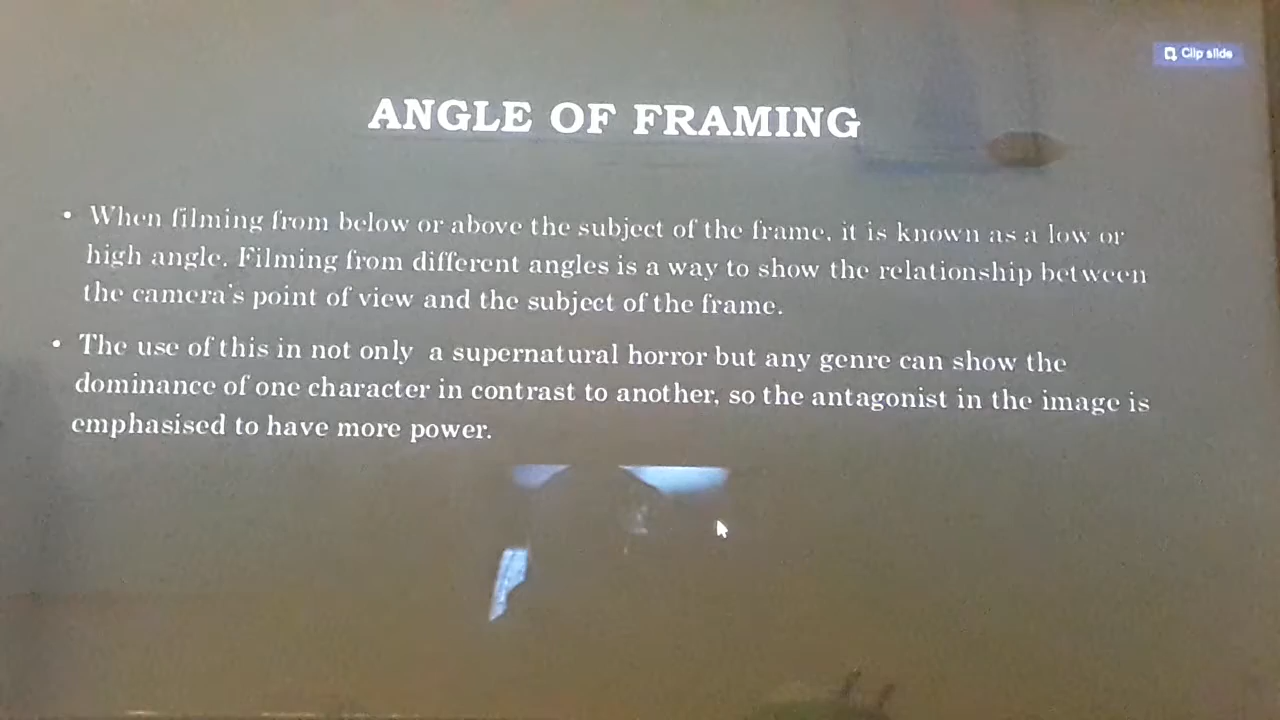 Clip slide
ANGLE OF FRAMING
• When filming from below or above the subject of the frame, it is known as a low or
high angle. Filming from different angles is a way to show the relationship between
the camera's point of view and the subject of the frame.
• The use of this in not only a supernatural horror but any genre can show the
dominance of one character in contrast to another, so the antagonist in the image is
emphasised to have more power.